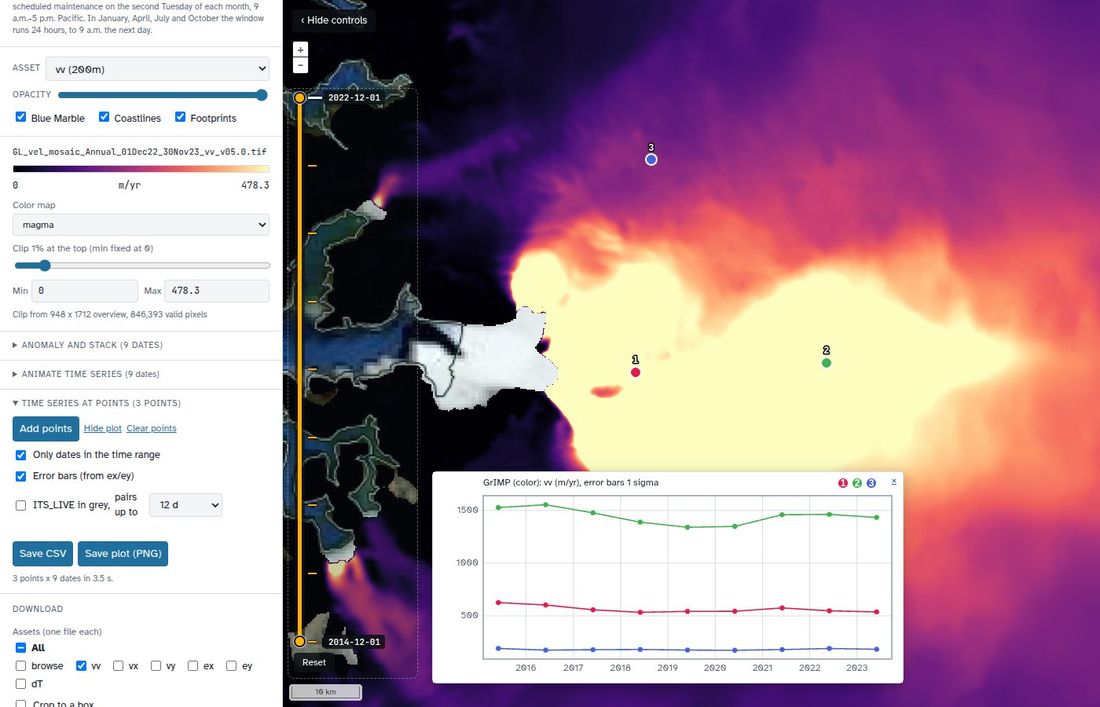 scheduled maintenance on the second Tuesday of each month, 9
a.m.–5 p.m. Pacific. In January, April, July and October the window
runs 24 hours, to 9 a.m. the next day.
ASSET vv (200m)
OPACITY
Blue Marble Coastlines Footprints
GL_vel_mosaic_Annual_01Dec22_30Nov23_vv_v05.0.tif
0 m/yr 478.3
Color map
magma
Clip 1% at the top (min fixed at 0)
Min 0 Max 478.3
Clip from 948 x 1712 overview, 846,393 valid pixels
▶ ANOMALY AND STACK (9 DATES)
▶ ANIMATE TIME SERIES (9 dates)
▼ TIME SERIES AT POINTS (3 POINTS)
Add points Hide plot Clear points
Only dates in the time range
Error bars (from ex/ey)
ITS_LIVE in grey, pairs up to 12 d
Save CSV Save plot (PNG)
3 points x 9 dates in 3.5 s.
DOWNLOAD
Assets (one file each)
All
browse vv vx vy ex ey
dT
Crop to a box
‹ Hide controls
+
−
2022-12-01
2014-12-01
Reset
10 km
3
1
2
GrIMP (color): vv (m/yr), error bars 1 sigma 1 2 3 x
1500
1000
500
2016 2017 2018 2019 2020 2021 2022 2023